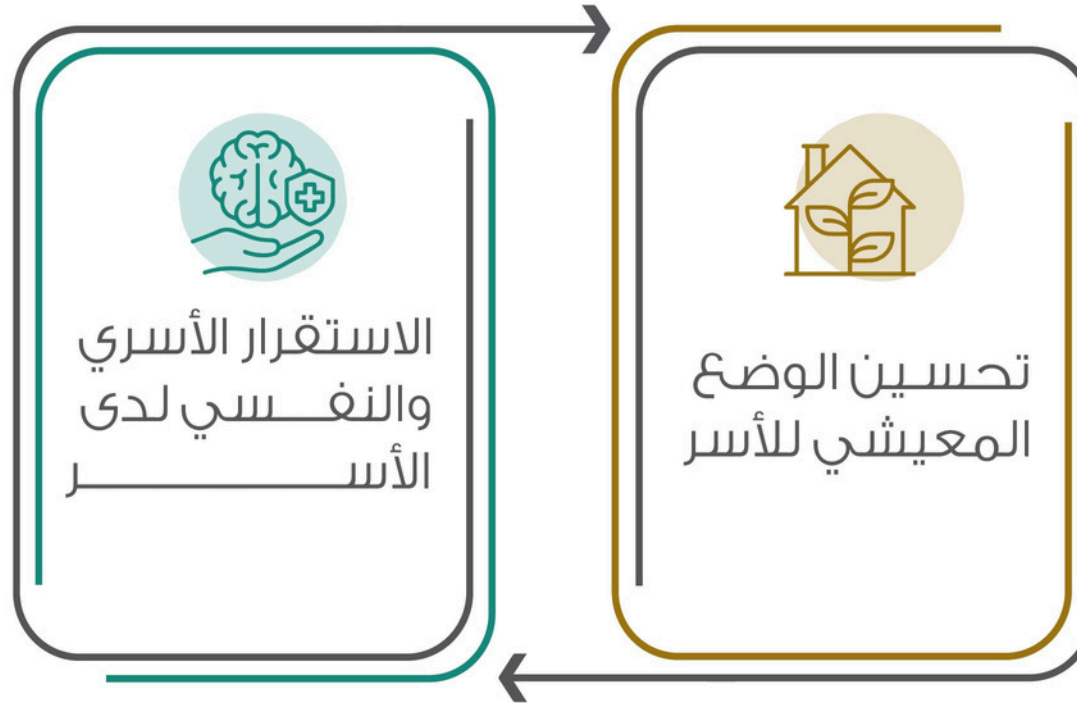 تحسين الوضع
المعيشي للأسر
الاستقرار الأسري
والنفسي لدى
الأسر